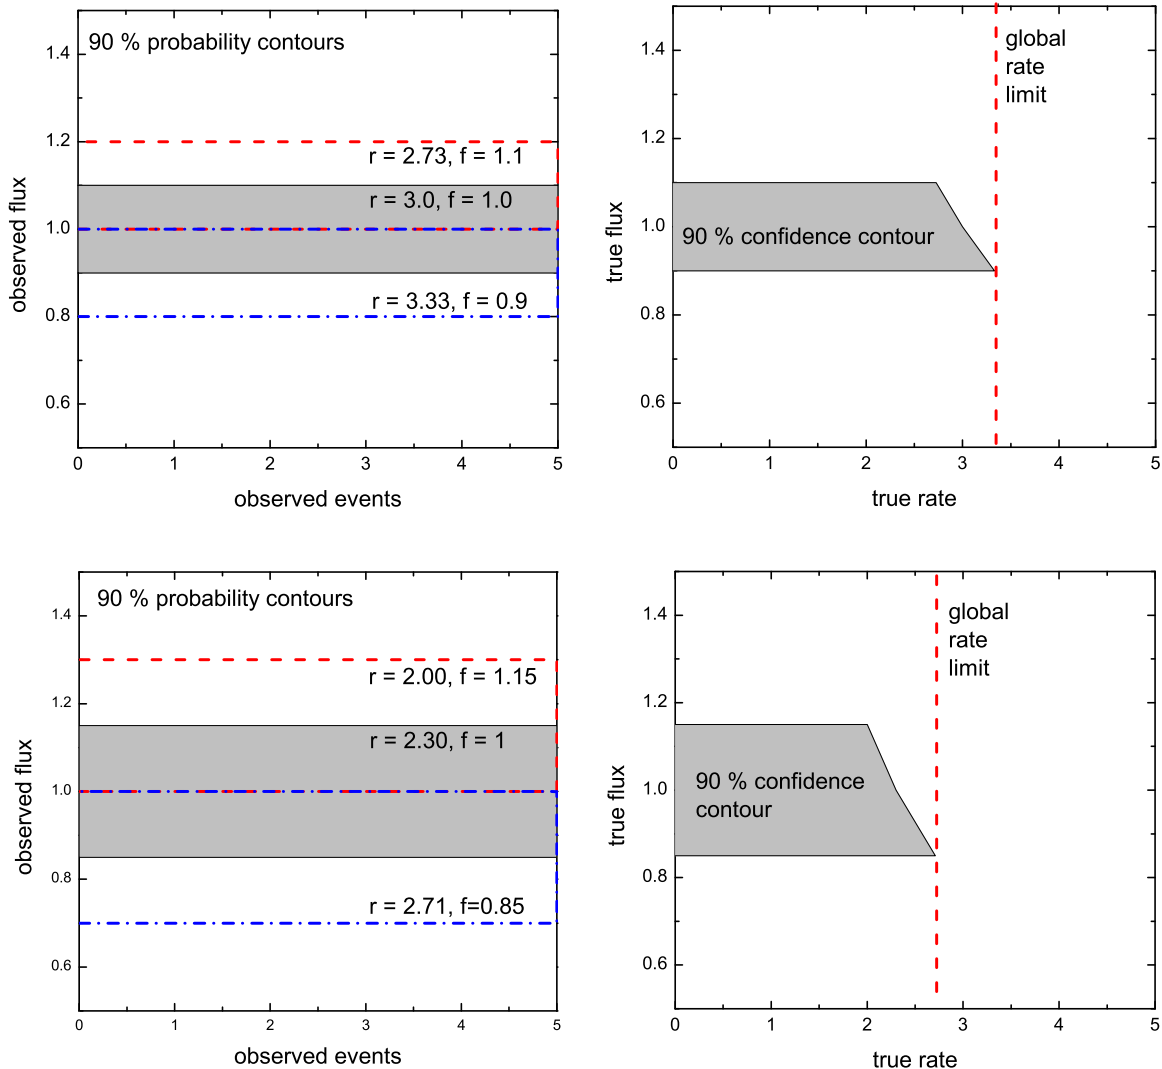 90 % probability contours
1.4
1.2
1.0
0.8
0.6
observed flux
r = 2.73, f = 1.1
r = 3.0, f = 1.0
r = 3.33, f = 0.9
0 1 2 3 4 5
observed events
global
rate
limit
1.4
1.2
1.0
0.8
0.6
true flux
90 % confidence contour
0 1 2 3 4 5
true rate
90 % probability contours
1.4
1.2
1.0
0.8
0.6
observed flux
r = 2.00, f = 1.15
r = 2.30, f = 1
r = 2.71, f=0.85
0 1 2 3 4 5
observed events
global
rate
limit
1.4
1.2
1.0
0.8
0.6
true flux
90 % confidence
contour
0 1 2 3 4 5
true rate